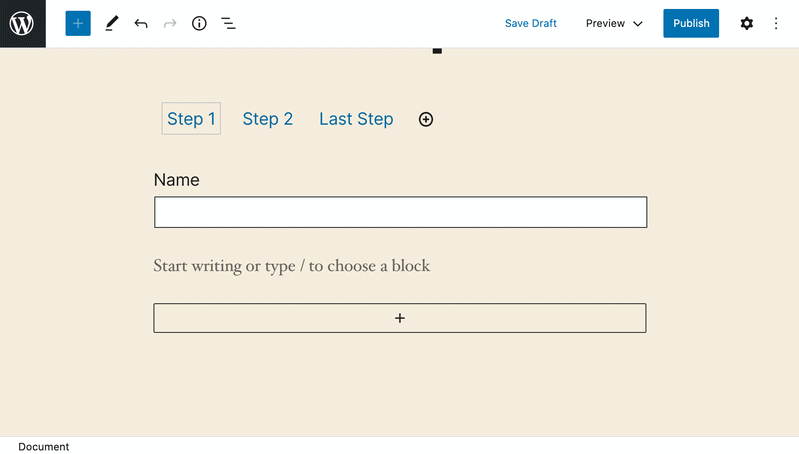 Save Draft Preview Publish
Step 1 Step 2 Last Step
Name
Start writing or type / to choose a block
Document